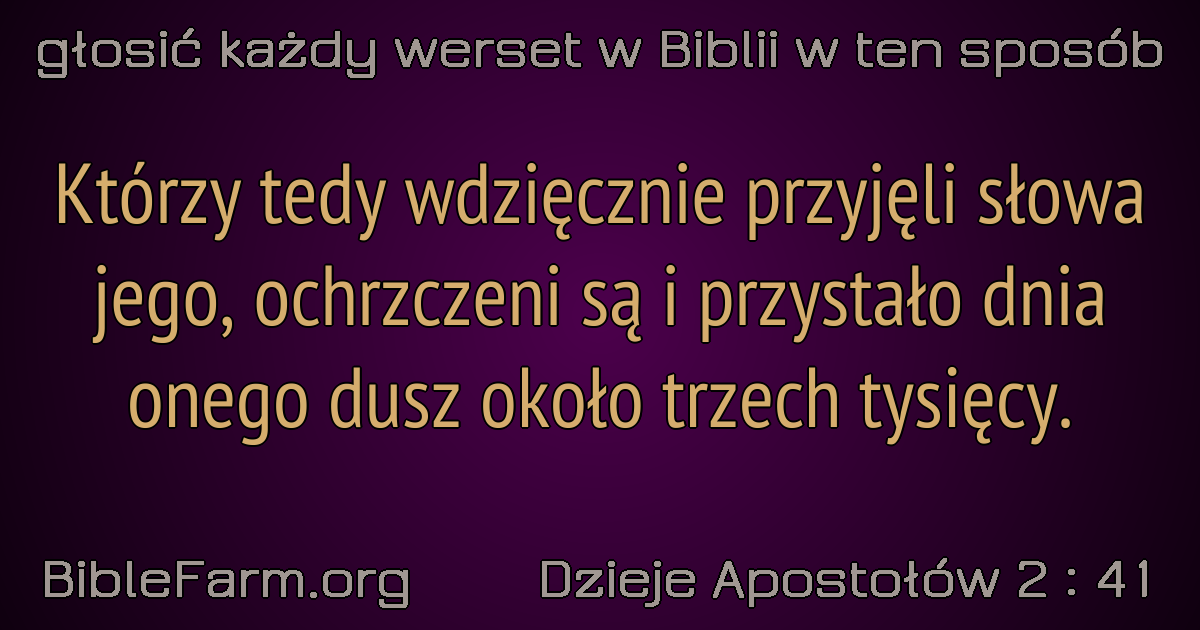 głosić każdy werset w Biblii w ten sposób
Którzy tedy wdzięcznie przyjęli słowa
jego, ochrzczeni są i przystało dnia
onego dusz około trzech tysięcy.
BibleFarm.org
Dzieje Apostołów 2 : 41